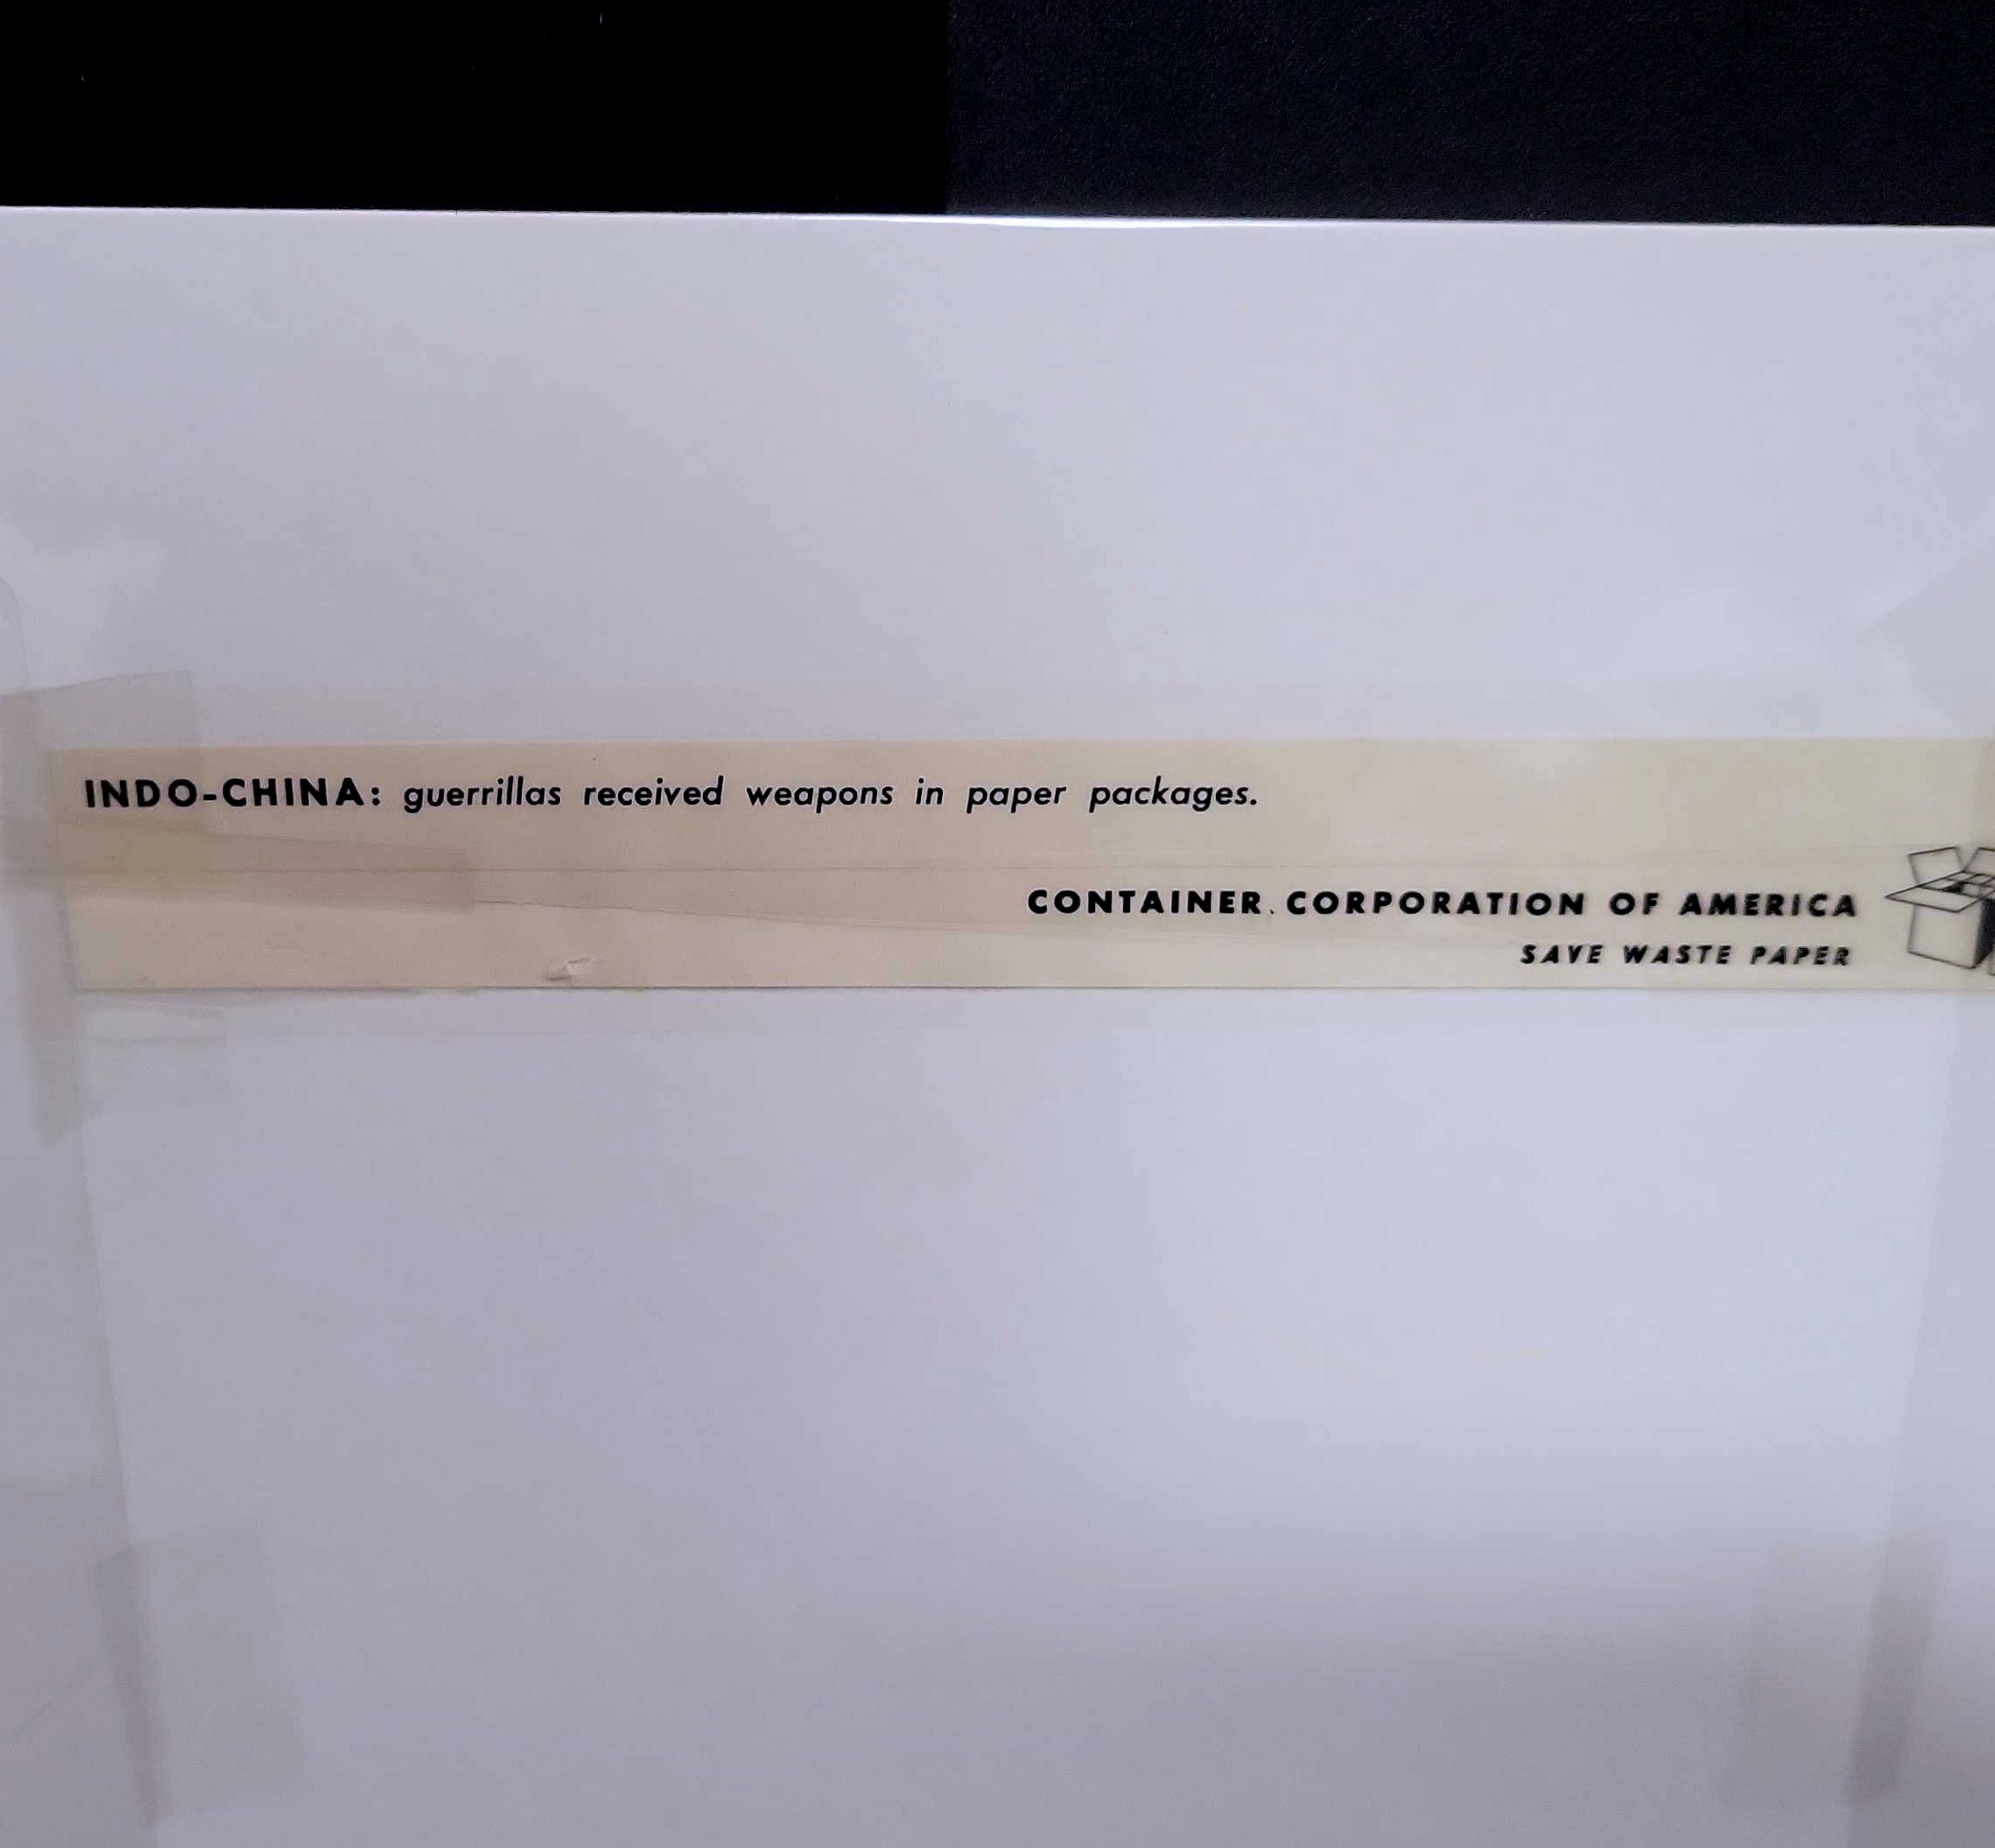 INDO-CHINA: guerrillas received weapons in paper packages.
CONTAINER CORPORATION OF AMERICA
SAVE WASTE PAPER